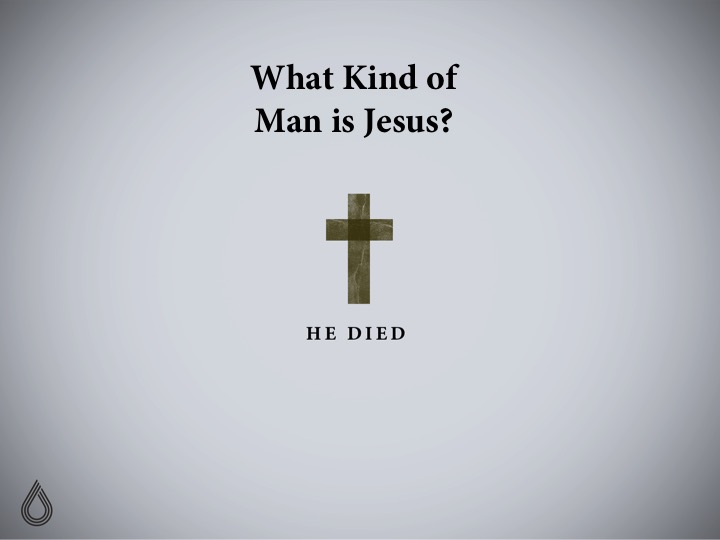 What Kind of
Man is Jesus?
HE DIED